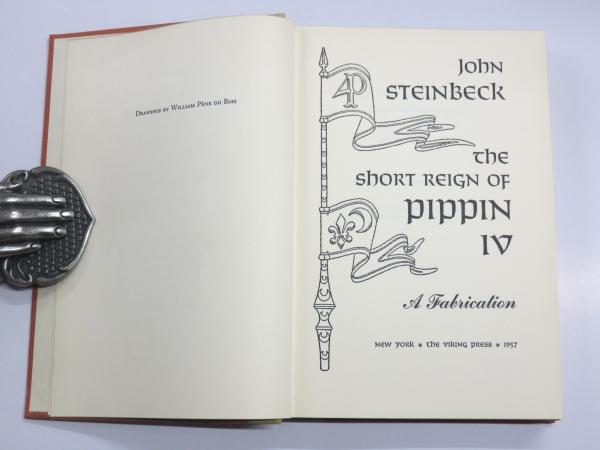 Drawings by William Pène du Bois
4P
John
Steinbeck
the
short reign of
Pippin
IV
A Fabrication
New York * The Viking Press * 1957